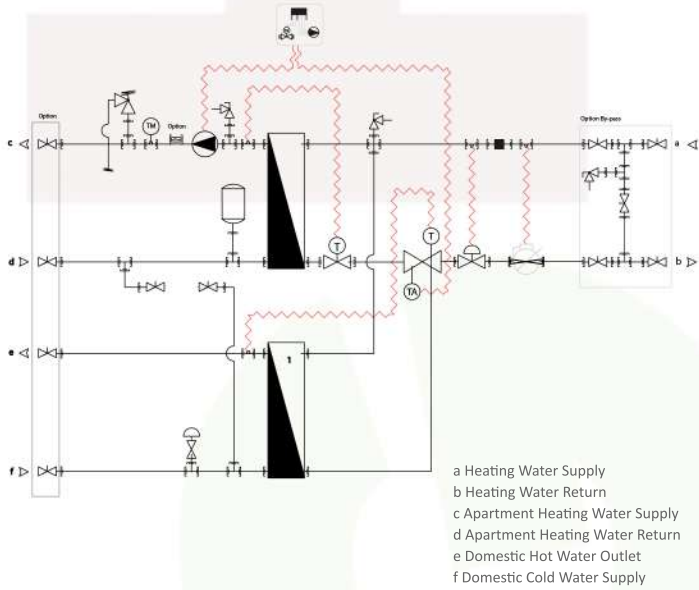 Option
TM
Option
Option By-pass
c
a
T
T
d
b
TA
e
1
f
a Heating Water Supply
b Heating Water Return
c Apartment Heating Water Supply
d Apartment Heating Water Return
e Domestic Hot Water Outlet
f Domestic Cold Water Supply